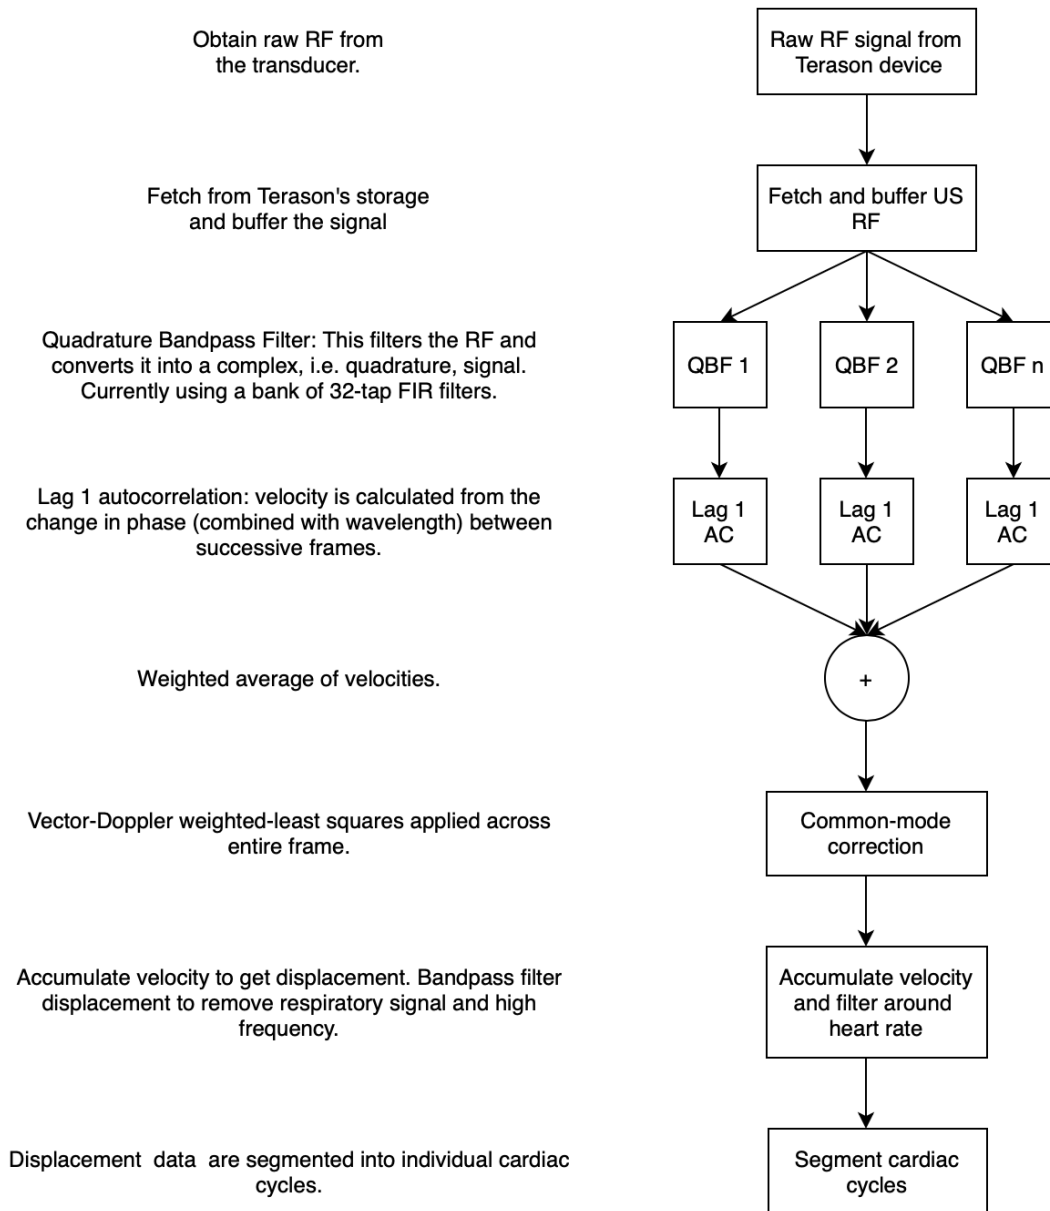 Obtain raw RF from
the transducer.
Raw RF signal from
Terason device
Fetch from Terason's storage
and buffer the signal
Fetch and buffer US
RF
Quadrature Bandpass Filter: This filters the RF and
converts it into a complex, i.e. quadrature, signal.
Currently using a bank of 32-tap FIR filters.
QBF 1
QBF 2
QBF n
Lag 1 autocorrelation: velocity is calculated from the
change in phase (combined with wavelength) between
successive frames.
Lag 1
AC
Lag 1
AC
Lag 1
AC
Weighted average of velocities.
+
Vector-Doppler weighted-least squares applied across
entire frame.
Common-mode
correction
Accumulate velocity to get displacement. Bandpass filter
displacement to remove respiratory signal and high
frequency.
Accumulate velocity
and filter around
heart rate
Displacement  data  are segmented into individual cardiac
cycles.
Segment cardiac
cycles